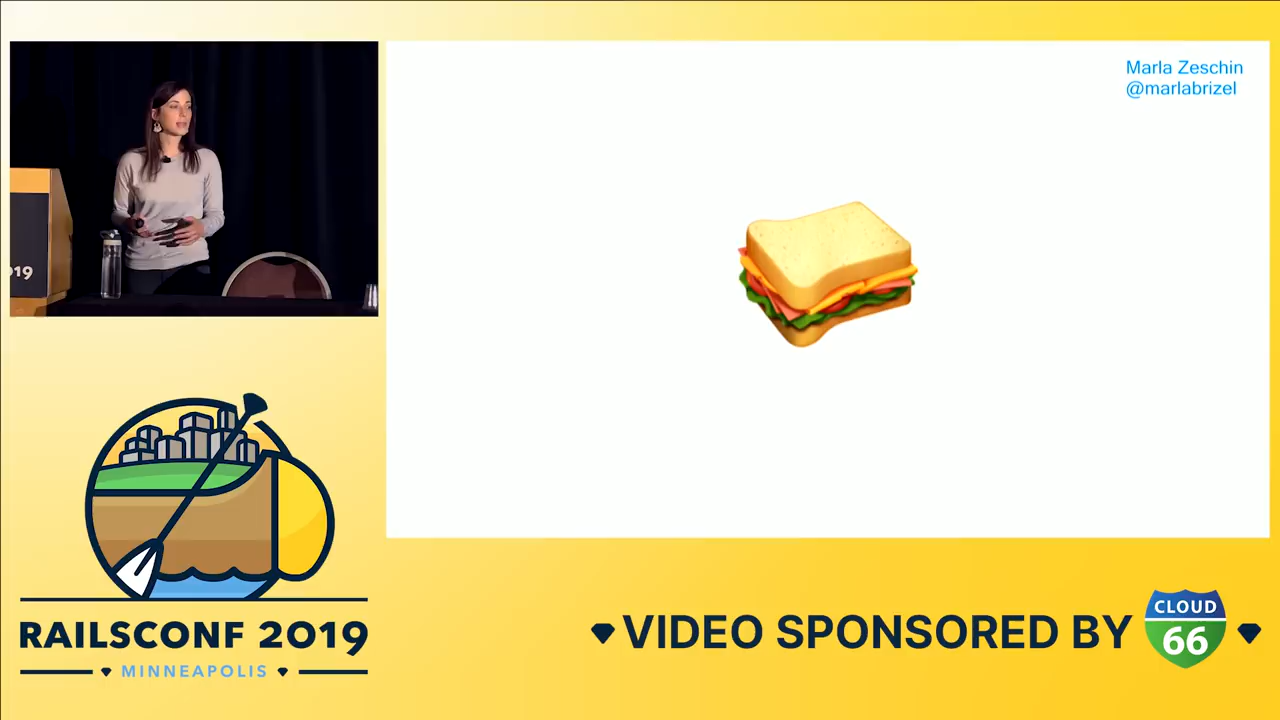 Marla Zeschin
@marlabrizel
19
RAILSCONF 2019
MINNEAPOLIS
VIDEO SPONSORED BY
CLOUD
66